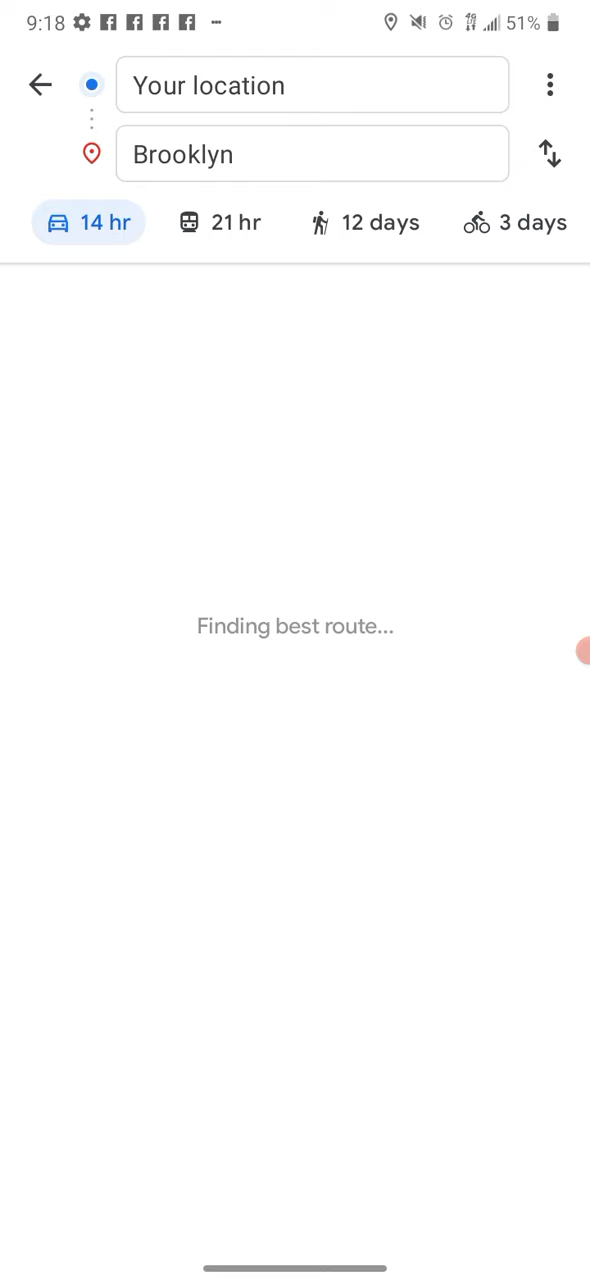 9:18 51%
Your location
Brooklyn
14 hr 21 hr 12 days 3 days
Finding best route...